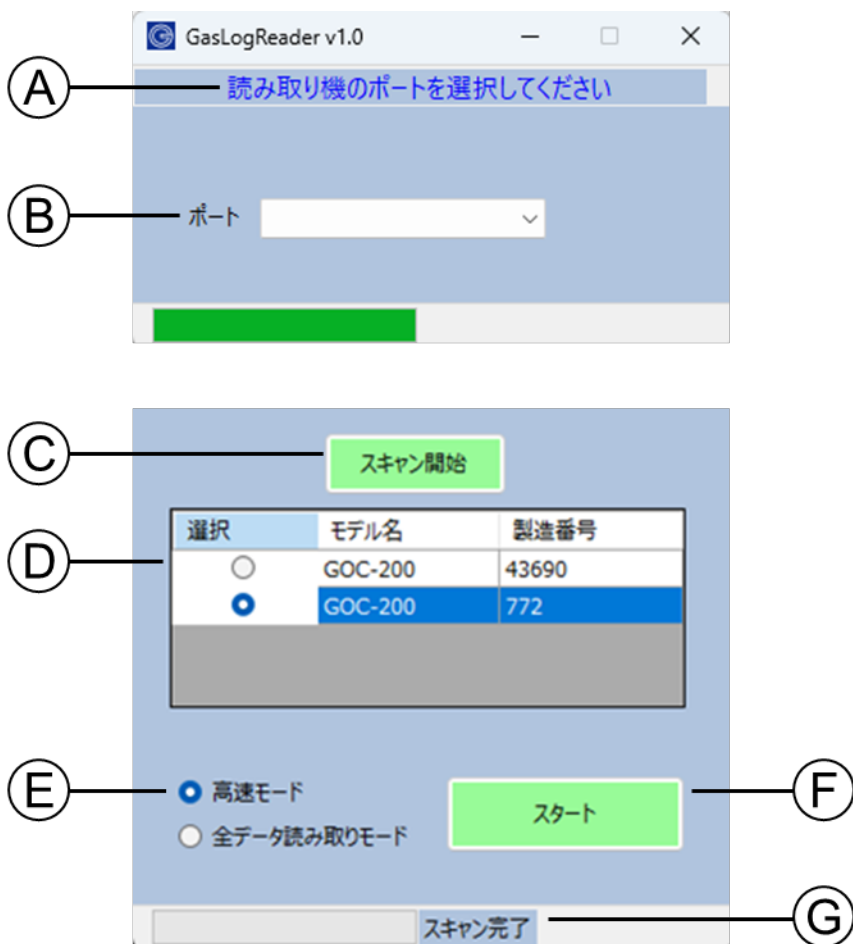 GasLogReader v1.0
A
読み取り機のポートを選択してください
B
ポート
C
スキャン開始
D
選択 モデル名 製造番号
GOC-200 43690
GOC-200 772
E
高速モード
全データ読み取りモード
スタート
F
スキャン完了
G